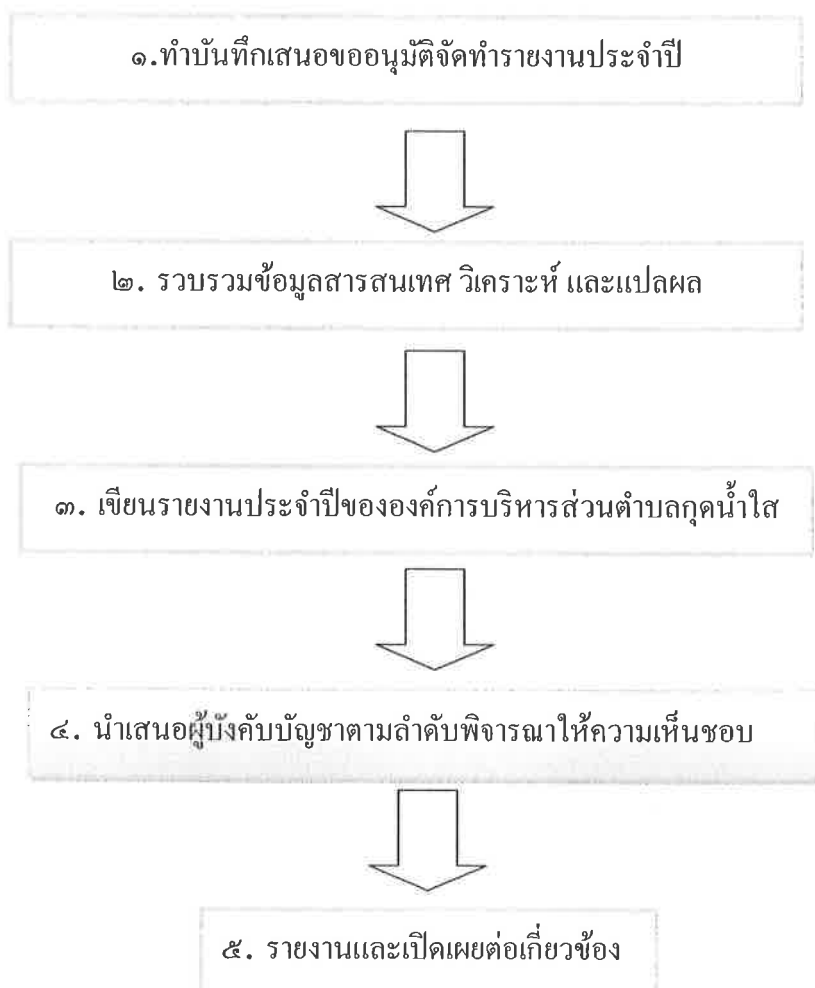 ๑.ทำบันทึกเสนอขออนุมัติจัดทำรายงานประจำปี
๒. รวบรวมข้อมูลสารสนเทศ วิเคราะห์ และแปลผล
๓. เขียนรายงานประจำปีขององค์การบริหารส่วนตำบลกุดน้ำใส
๔. นำเสนอผู้บังคับบัญชาตามลำดับพิจารณาให้ความเห็นชอบ
๕. รายงานและเปิดเผยต่อเกี่ยวข้อง